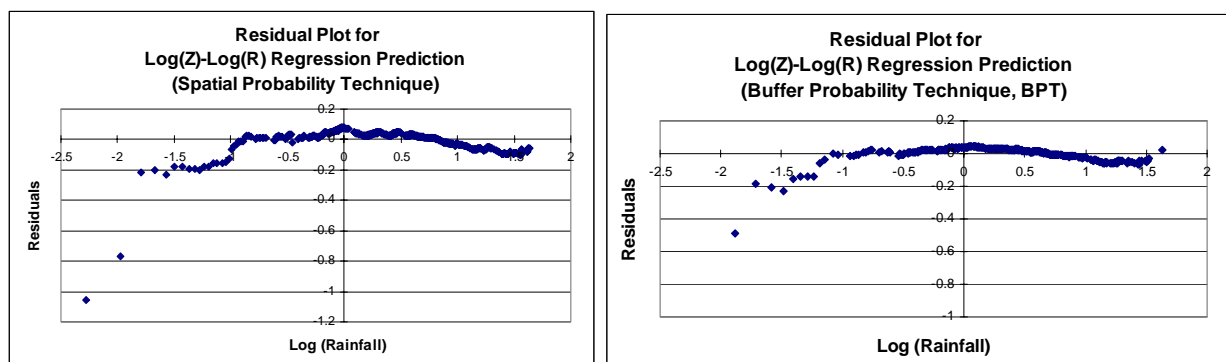 Residual Plot for
Log(Z)-Log(R) Regression Prediction
(Spatial Probability Technique)
0.2
0
-0.2
-0.4
-0.6
-0.8
-1
-1.2
-2.5 -2 -1.5 -1 -0.5 0 0.5 1 1.5 2
Residuals
Log (Rainfall)
Residual Plot for
Log(Z)-Log(R) Regression Prediction
(Buffer Probability Technique, BPT)
0.2
0
-0.2
-0.4
-0.6
-0.8
-1
-2.5 -2 -1.5 -1 -0.5 0 0.5 1 1.5 2
Residuals
Log (Rainfall)